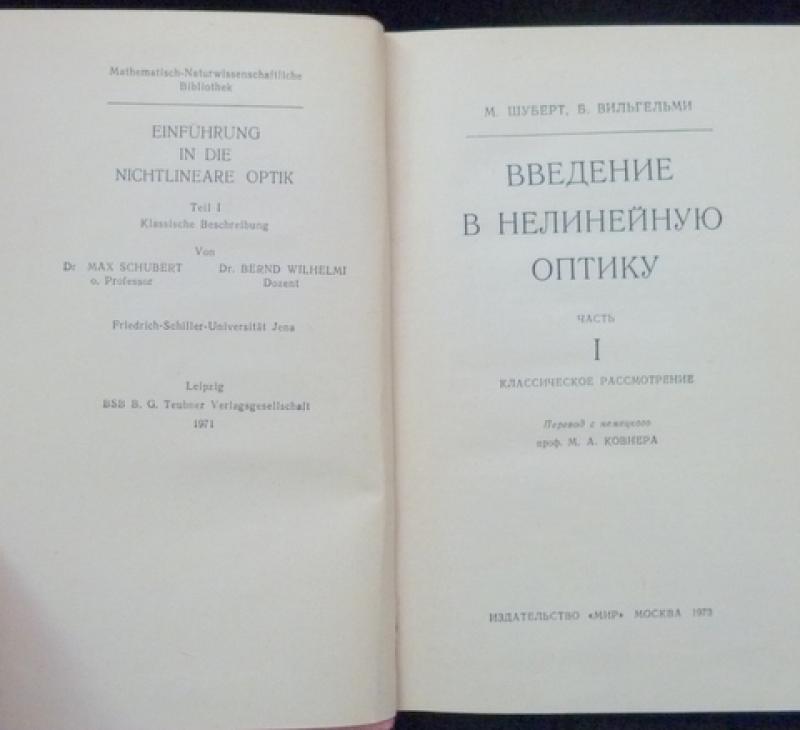 Mathematisch-Naturwissenschaftliche
Bibliothek
EINFÜHRUNG
IN DIE
NICHTLINEARE OPTIK
Teil I
Klassische Beschreibung
Von
Dr MAX SCHUBERT Dr. BERND WILHELMI
o. Professor Dozent
Friedrich-Schiller-Universität Jena
Leipzig
BSB B. G. Teubner Verlagsgesellschaft
1971
М. ШУБЕРТ, Б. ВИЛЬГЕЛЬМИ
ВВЕДЕНИЕ
В НЕЛИНЕЙНУЮ
ОПТИКУ
ЧАСТЬ
I
КЛАССИЧЕСКОЕ РАССМОТРЕНИЕ
Перевод с немецкого
проф. М. А. КОВНЕРА
ИЗДАТЕЛЬСТВО «МИР» МОСКВА 1973